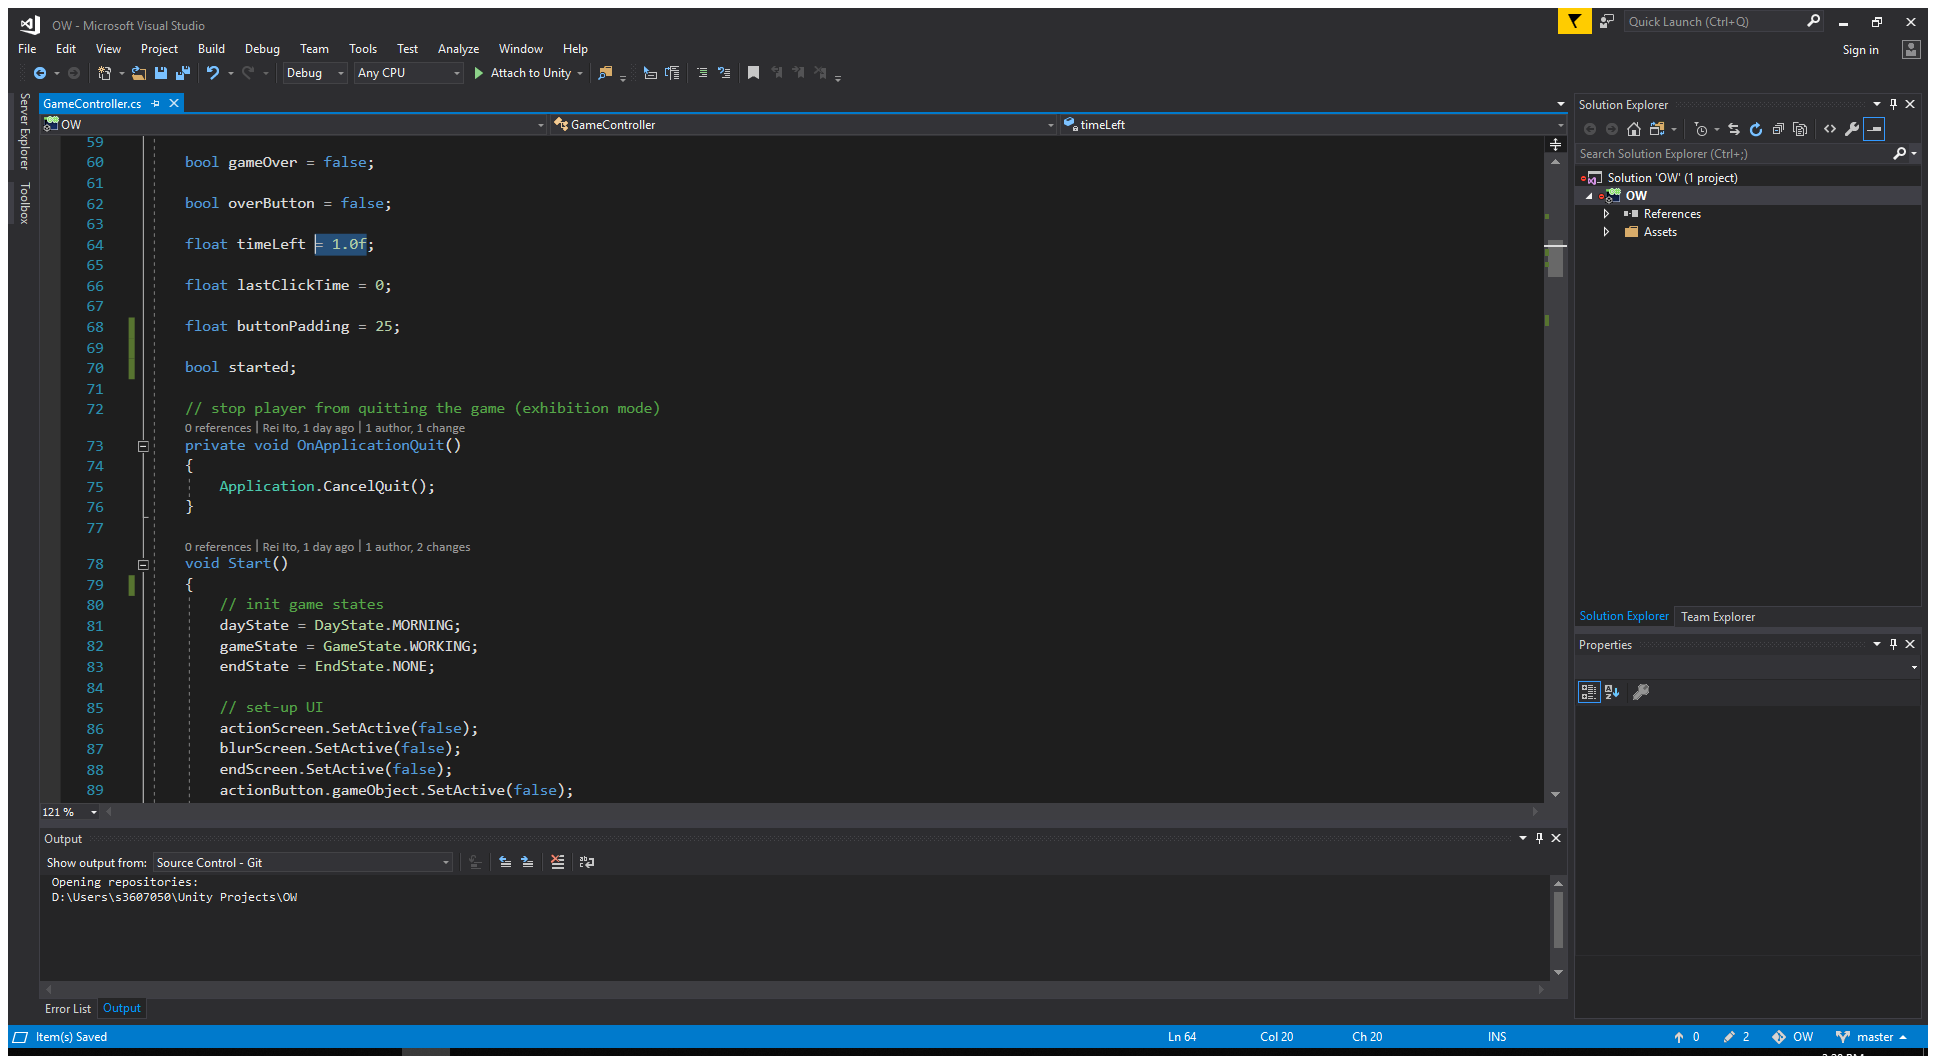 OW - Microsoft Visual Studio
Quick Launch (Ctrl+Q)
File Edit View Project Build Debug Team Tools Test Analyze Window Help
Sign in
Debug Any CPU Attach to Unity
Server Explorer
Toolbox
GameController.cs
OW GameController timeLeft
59
60 bool gameOver = false;
61
62 bool overButton = false;
63
64 float timeLeft = 1.0f;
65
66 float lastClickTime = 0;
67
68 float buttonPadding = 25;
69
70 bool started;
71
72 // stop player from quitting the game (exhibition mode)
0 references | Rei Ito, 1 day ago | 1 author, 1 change
73 private void OnApplicationQuit()
74 {
75 Application.CancelQuit();
76 }
77
0 references | Rei Ito, 1 day ago | 1 author, 2 changes
78 void Start()
79 {
80 // init game states
81 dayState = DayState.MORNING;
82 gameState = GameState.WORKING;
83 endState = EndState.NONE;
84
85 // set-up UI
86 actionScreen.SetActive(false);
87 blurScreen.SetActive(false);
88 endScreen.SetActive(false);
89 actionButton.gameObject.SetActive(false);
121 %
Output
Show output from: Source Control - Git
Opening repositories:
D:\Users\s3607050\Unity Projects\OW
Error List Output
Solution Explorer
Search Solution Explorer (Ctrl+;)
Solution 'OW' (1 project)
OW
References
Assets
Solution Explorer Team Explorer
Properties
Item(s) Saved Ln 64 Col 20 Ch 20 INS 0 2 OW master